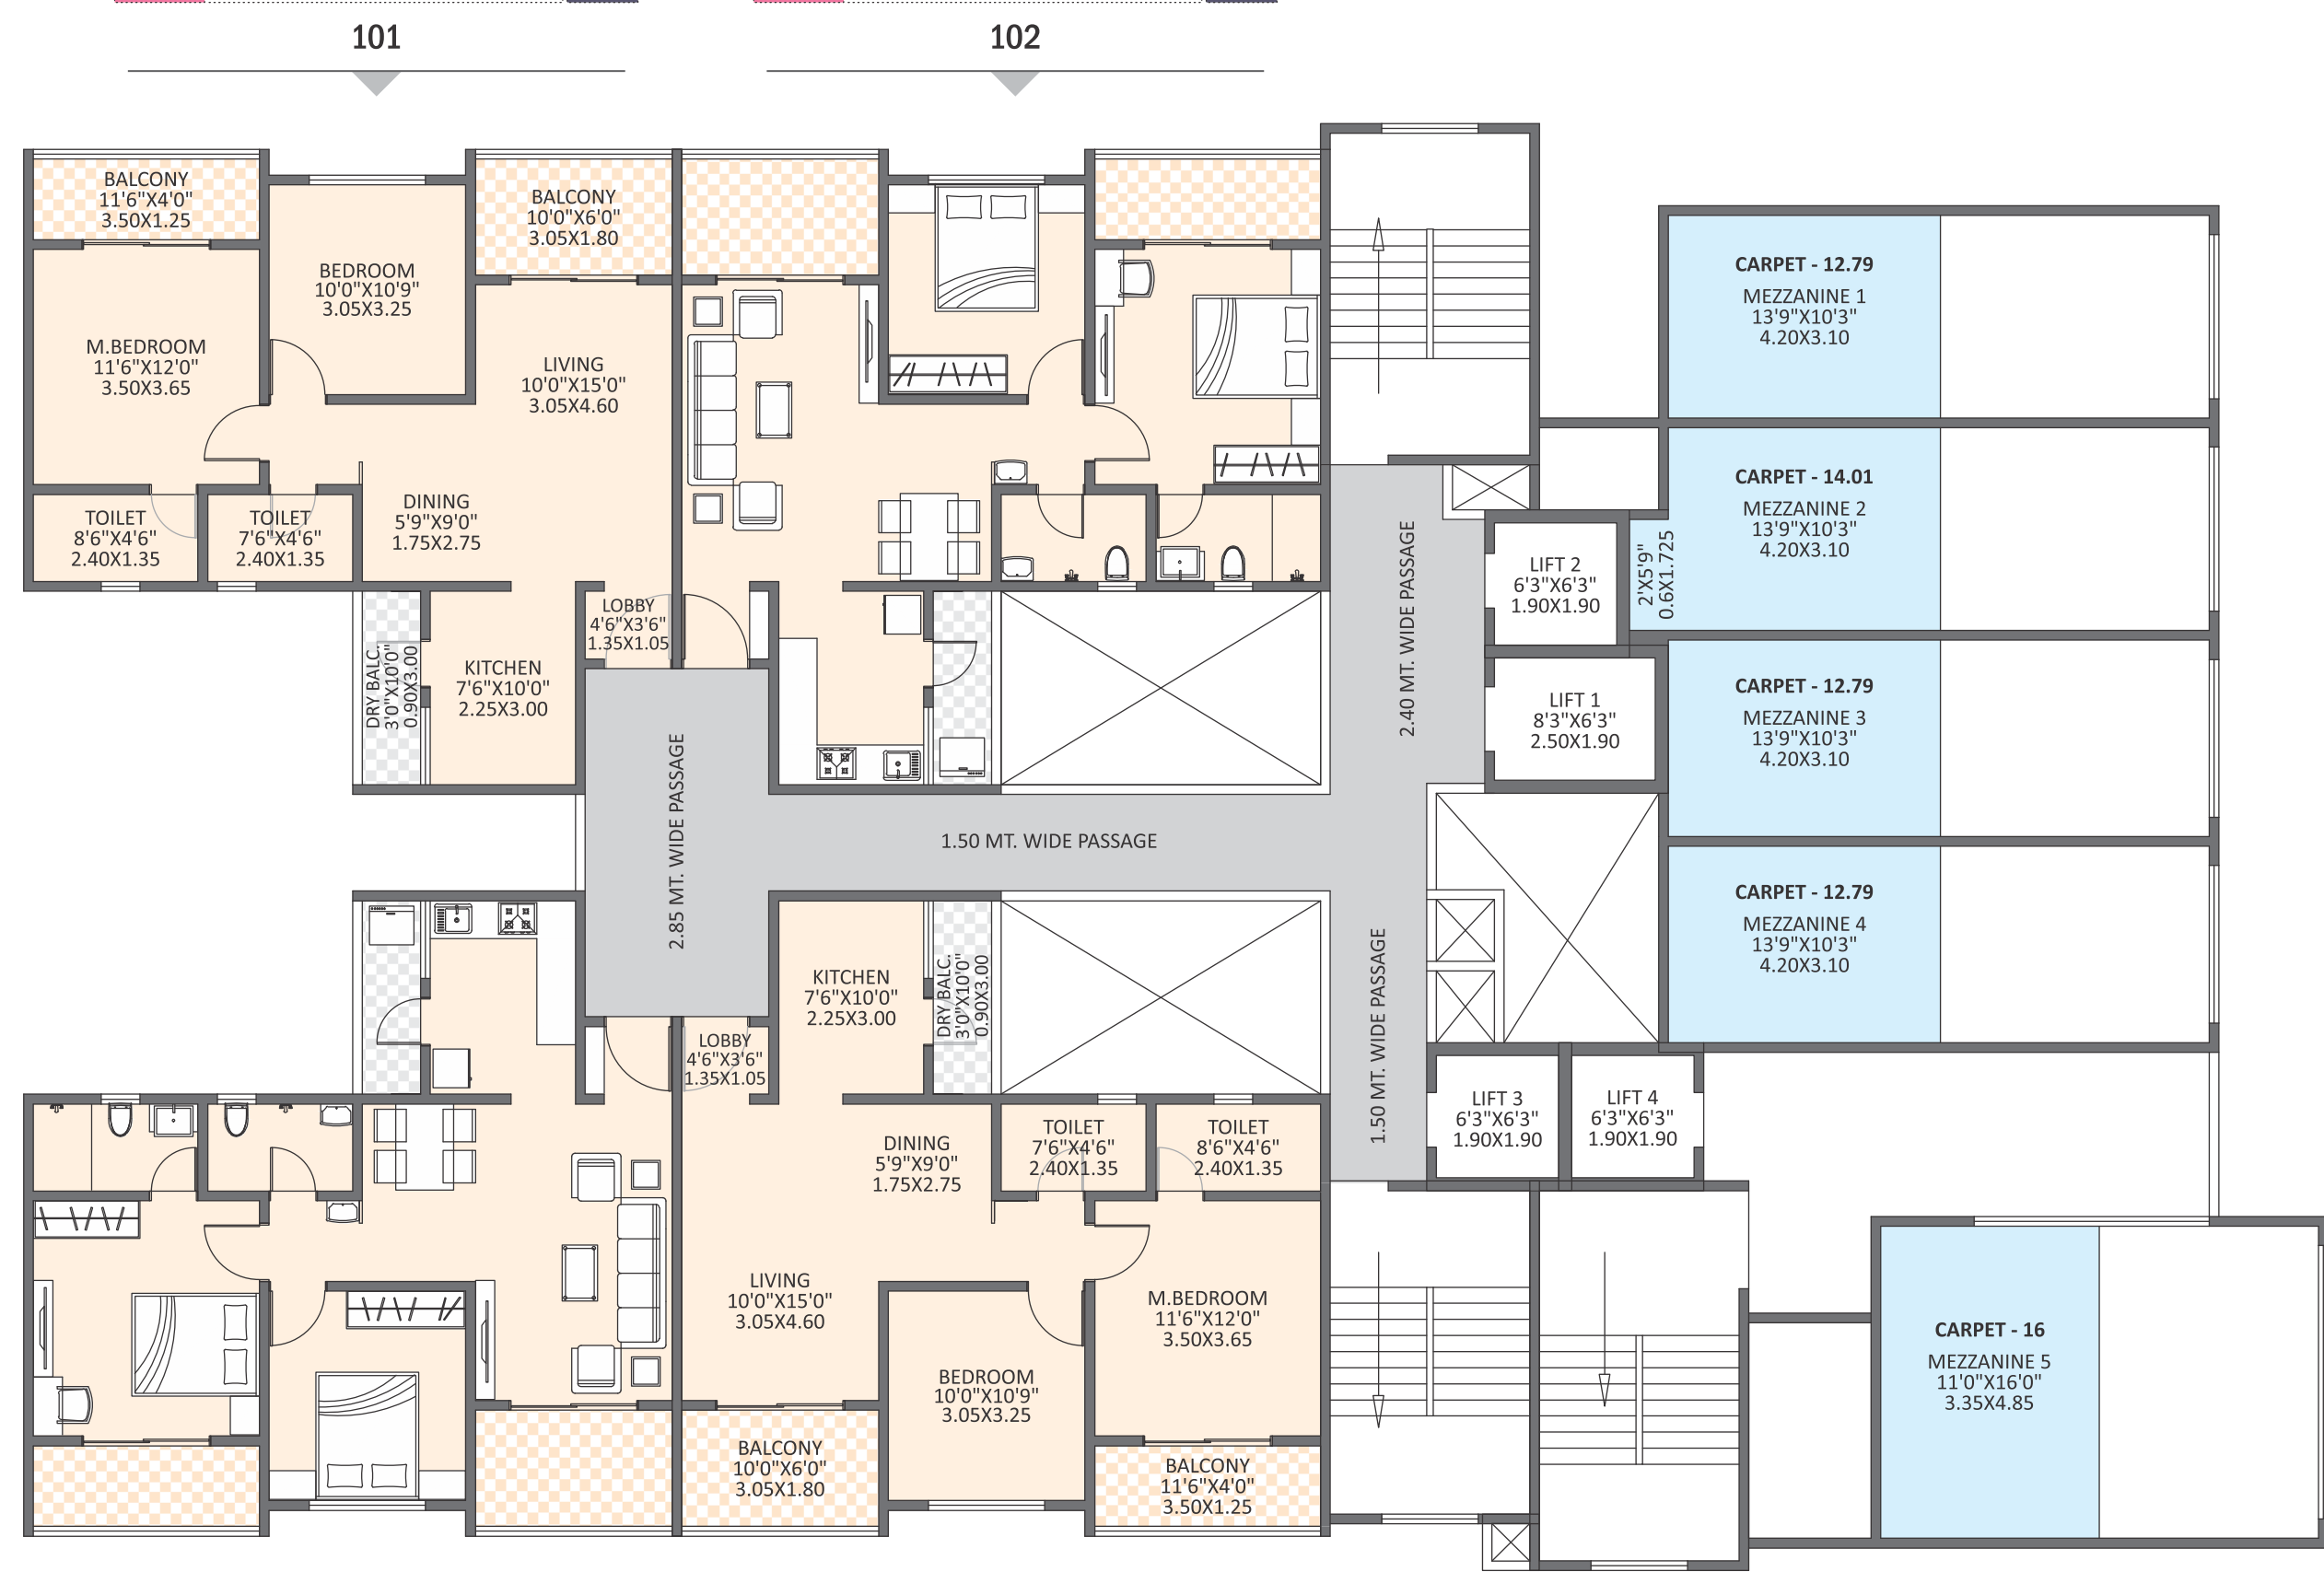 101
102
BALCONY
11'6"X4'0"
3.50X1.25
BEDROOM
10'0"X10'9"
3.05X3.25
BALCONY
10'0"X6'0"
3.05X1.80
M.BEDROOM
11'6"X12'0"
3.50X3.65
LIVING
10'0"X15'0"
3.05X4.60
TOILET
8'6"X4'6"
2.40X1.35
TOILET
7'6"X4'6"
2.40X1.35
DINING
5'9"X9'0"
1.75X2.75
LOBBY
4'6"X3'6"
1.35X1.05
DRY BALC.
3'0"X10'0"
0.90X3.00
KITCHEN
7'6"X10'0"
2.25X3.00
2.85 MT. WIDE PASSAGE
1.50 MT. WIDE PASSAGE
2.40 MT. WIDE PASSAGE
1.50 MT. WIDE PASSAGE
LIFT 2
6'3"X6'3"
1.90X1.90
LIFT 1
8'3"X6'3"
2.50X1.90
CARPET - 12.79
MEZZANINE 1
13'9"X10'3"
4.20X3.10
CARPET - 14.01
MEZZANINE 2
13'9"X10'3"
4.20X3.10
2'X5'9"
0.6X1.725
CARPET - 12.79
MEZZANINE 3
13'9"X10'3"
4.20X3.10
CARPET - 12.79
MEZZANINE 4
13'9"X10'3"
4.20X3.10
KITCHEN
7'6"X10'0"
2.25X3.00
DRY BALC.
3'0"X10'0"
0.90X3.00
LOBBY
4'6"X3'6"
1.35X1.05
DINING
5'9"X9'0"
1.75X2.75
TOILET
7'6"X4'6"
2.40X1.35
TOILET
8'6"X4'6"
2.40X1.35
LIFT 3
6'3"X6'3"
1.90X1.90
LIFT 4
6'3"X6'3"
1.90X1.90
LIVING
10'0"X15'0"
3.05X4.60
M.BEDROOM
11'6"X12'0"
3.50X3.65
BEDROOM
10'0"X10'9"
3.05X3.25
BALCONY
10'0"X6'0"
3.05X1.80
BALCONY
11'6"X4'0"
3.50X1.25
CARPET - 16
MEZZANINE 5
11'0"X16'0"
3.35X4.85